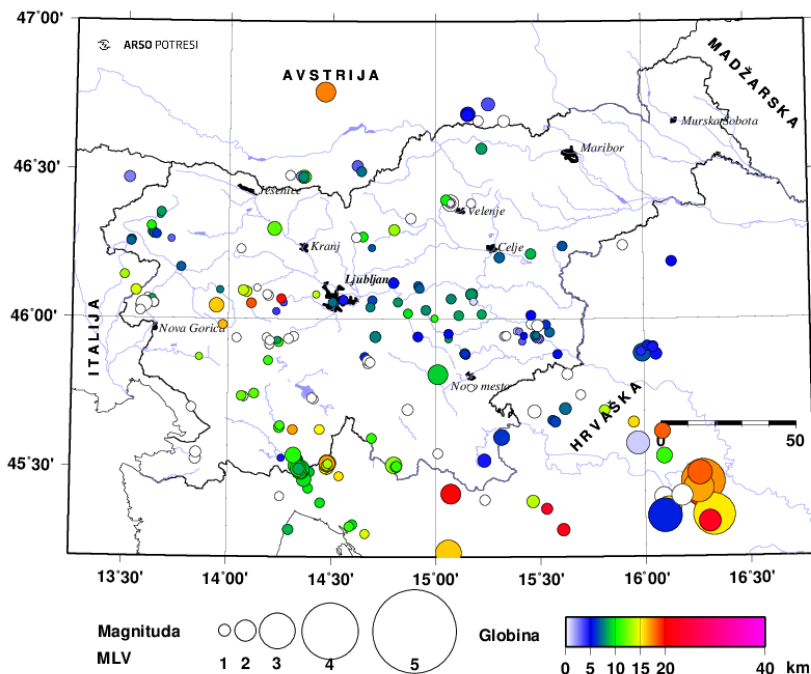 47˚00'
ARSO POTRESI
AVSTRIJA
MADŽARSKA
Murska Sobota
Maribor
46˚30'
Jesenice
Velenje
Kranj
Celje
Ljubljan
46˚00'
ITALIJA
Nova Gorica
Novo mesto
HRVAŠKA
0 50
45˚30'
13˚30' 14˚00' 14˚30' 15˚00' 15˚30' 16˚00' 16˚30'
Magnituda
MLV
1 2 3 4 5
Globina
0 5 10 15 20 40 km